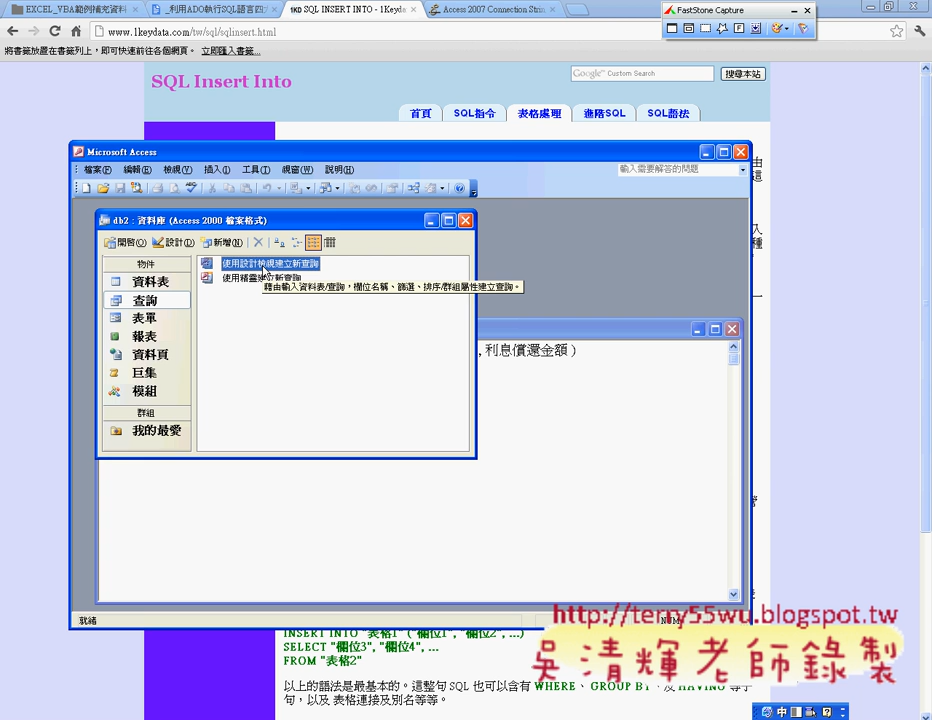 EXCEL_VBA範例擴充資料
_利用ADO執行SQL語言四大
1KD SQL INSERT INTO - 1Keyda
Access 2007 Connection Strin
FastStone Capture
www.1keydata.com/tw/sql/sqlinsert.html
將書籤放置在書籤列上，即可快速前往各個網頁。 立即匯入書籤...
SQL Insert Into
Google™ Custom Search
搜尋本站
首頁 SQL指令 表格處理 進階SQL SQL語法
Microsoft Access
檔案(F) 編輯(E) 檢視(V) 插入(I) 工具(T) 視窗(W) 說明(H)
輸入需要解答的問題
由
這
db2 : 資料庫 (Access 2000 檔案格式)
開啓(O) 設計(D) 新增(N)
物件
使用設計檢視建立新查詢
資料表
使用精靈建立新查詢
藉由輸入資料表/查詢，欄位名稱、篩選、排序/群組屬性建立查詢。
查詢
表單
報表
, 利息償還金額 )
資料頁
巨集
模組
群組
我的最愛
入
種
一
就緒
NUM
http://terry55wu.blogspot.tw
吳清輝老師錄製
INSERT INTO "表格1" ("欄位1", "欄位2", ...)
SELECT "欄位3", "欄位4", ...
FROM "表格2"
以上的語法是最基本的。這整句 SQL 也可以含有 WHERE、 GROUP BY、及 HAVING 等子
句，以及 表格連接及別名等等。
中